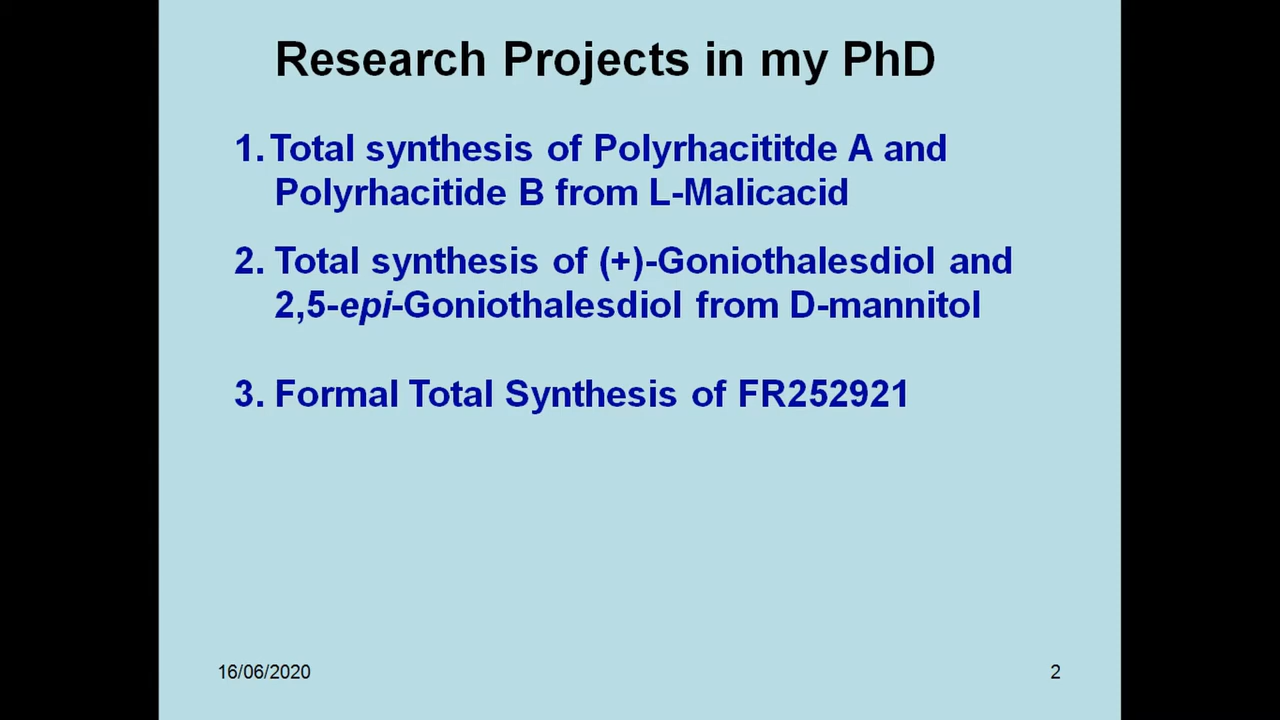 Research Projects in my PhD
1. Total synthesis of Polyrhacititde A and
Polyrhacitide B from L-Malicacid
2. Total synthesis of (+)-Goniothalesdiol and
2,5-epi-Goniothalesdiol from D-mannitol
3. Formal Total Synthesis of FR252921
16/06/2020
2